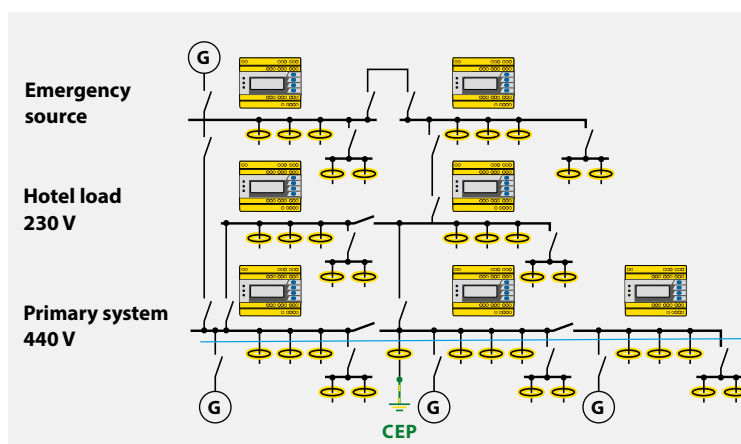 G
Emergency
source
Hotel load
230 V
Primary system
440 V
G
G
G
CEP